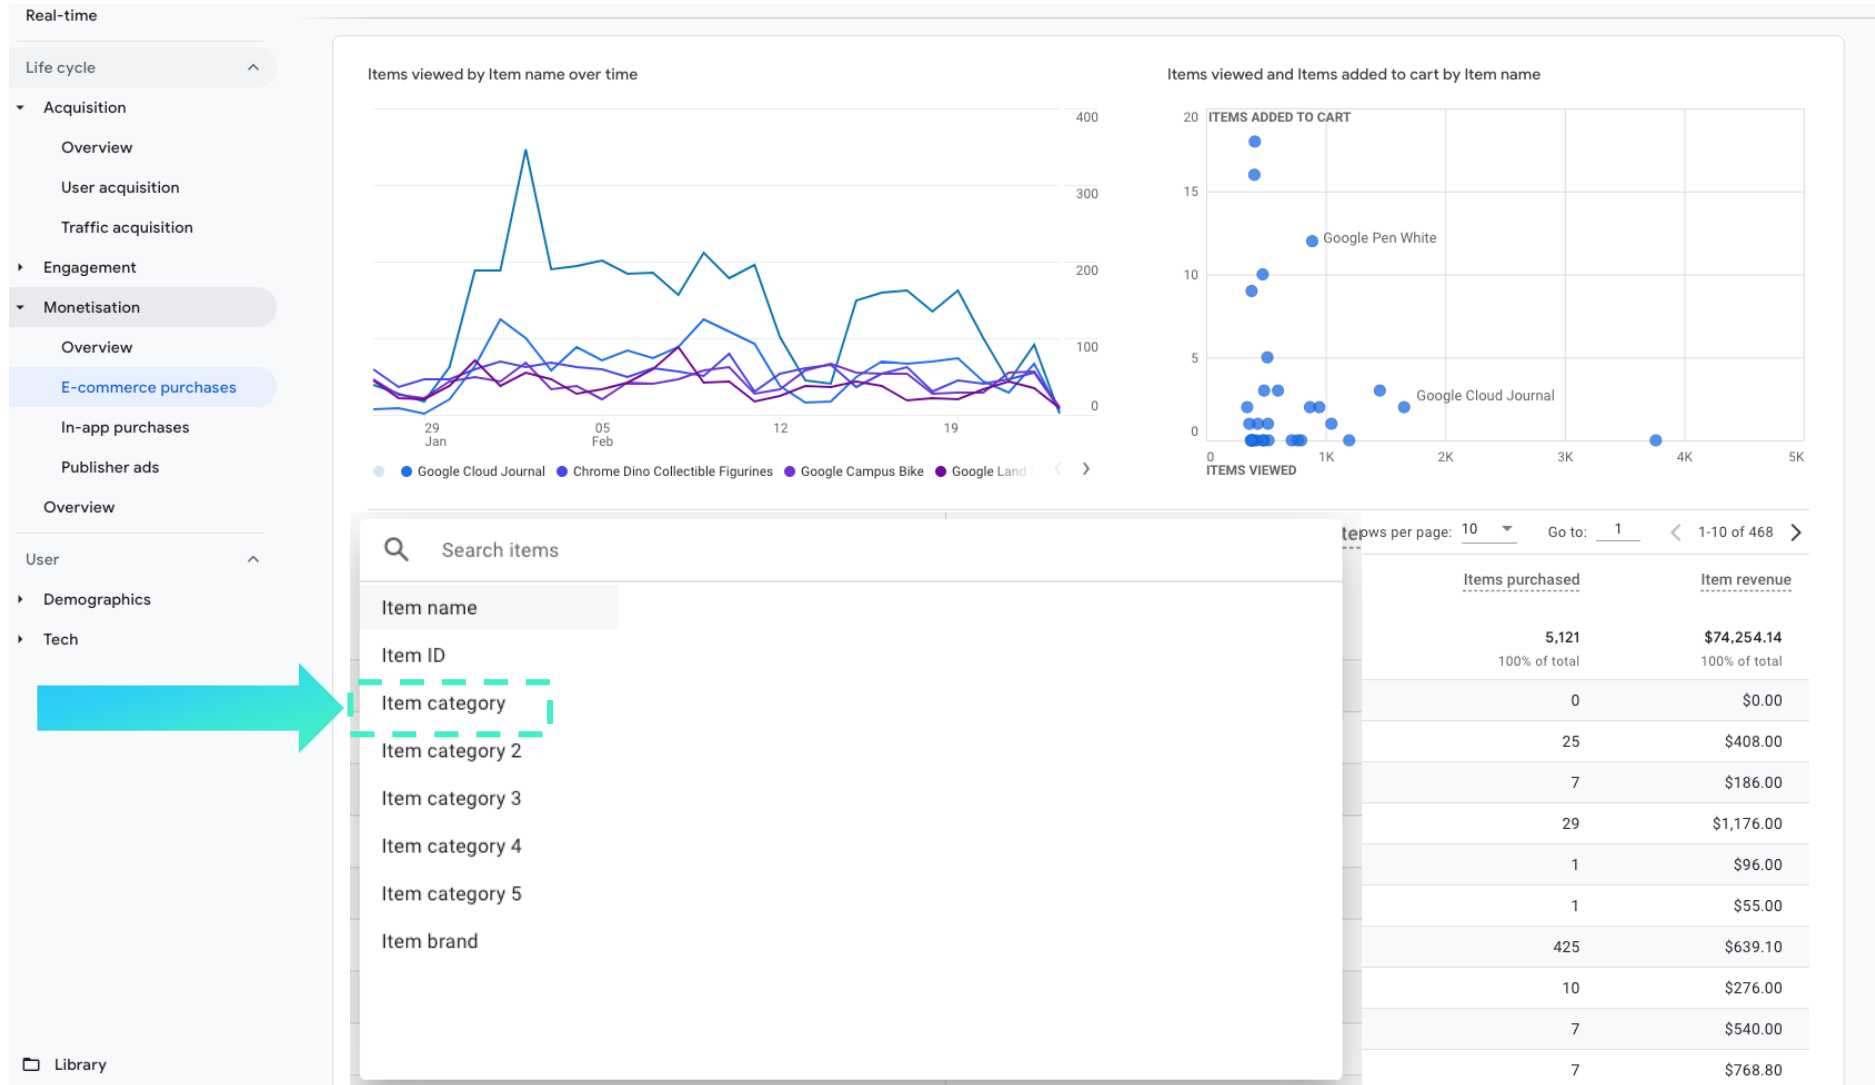 Real-time
Life cycle
Acquisition
Overview
User acquisition
Traffic acquisition
Engagement
Monetisation
Overview
E-commerce purchases
In-app purchases
Publisher ads
Overview
User
Demographics
Tech
Library
Items viewed by Item name over time
400
300
200
100
0
29 05 12 19
Jan Feb
Google Cloud Journal Chrome Dino Collectible Figurines Google Campus Bike Google Land
Items viewed and Items added to cart by Item name
20 ITEMS ADDED TO CART
15
Google Pen White
10
5
Google Cloud Journal
0
0 1K 2K 3K 4K 5K
ITEMS VIEWED
Search items
Item name
Item ID
Item category
Item category 2
Item category 3
Item category 4
Item category 5
Item brand
ows per page: 10 Go to: 1 1-10 of 468
Items purchased Item revenue
5,121 $74,254.14
100% of total 100% of total
0 $0.00
25 $408.00
7 $186.00
29 $1,176.00
1 $96.00
1 $55.00
425 $639.10
10 $276.00
7 $540.00
7 $768.80